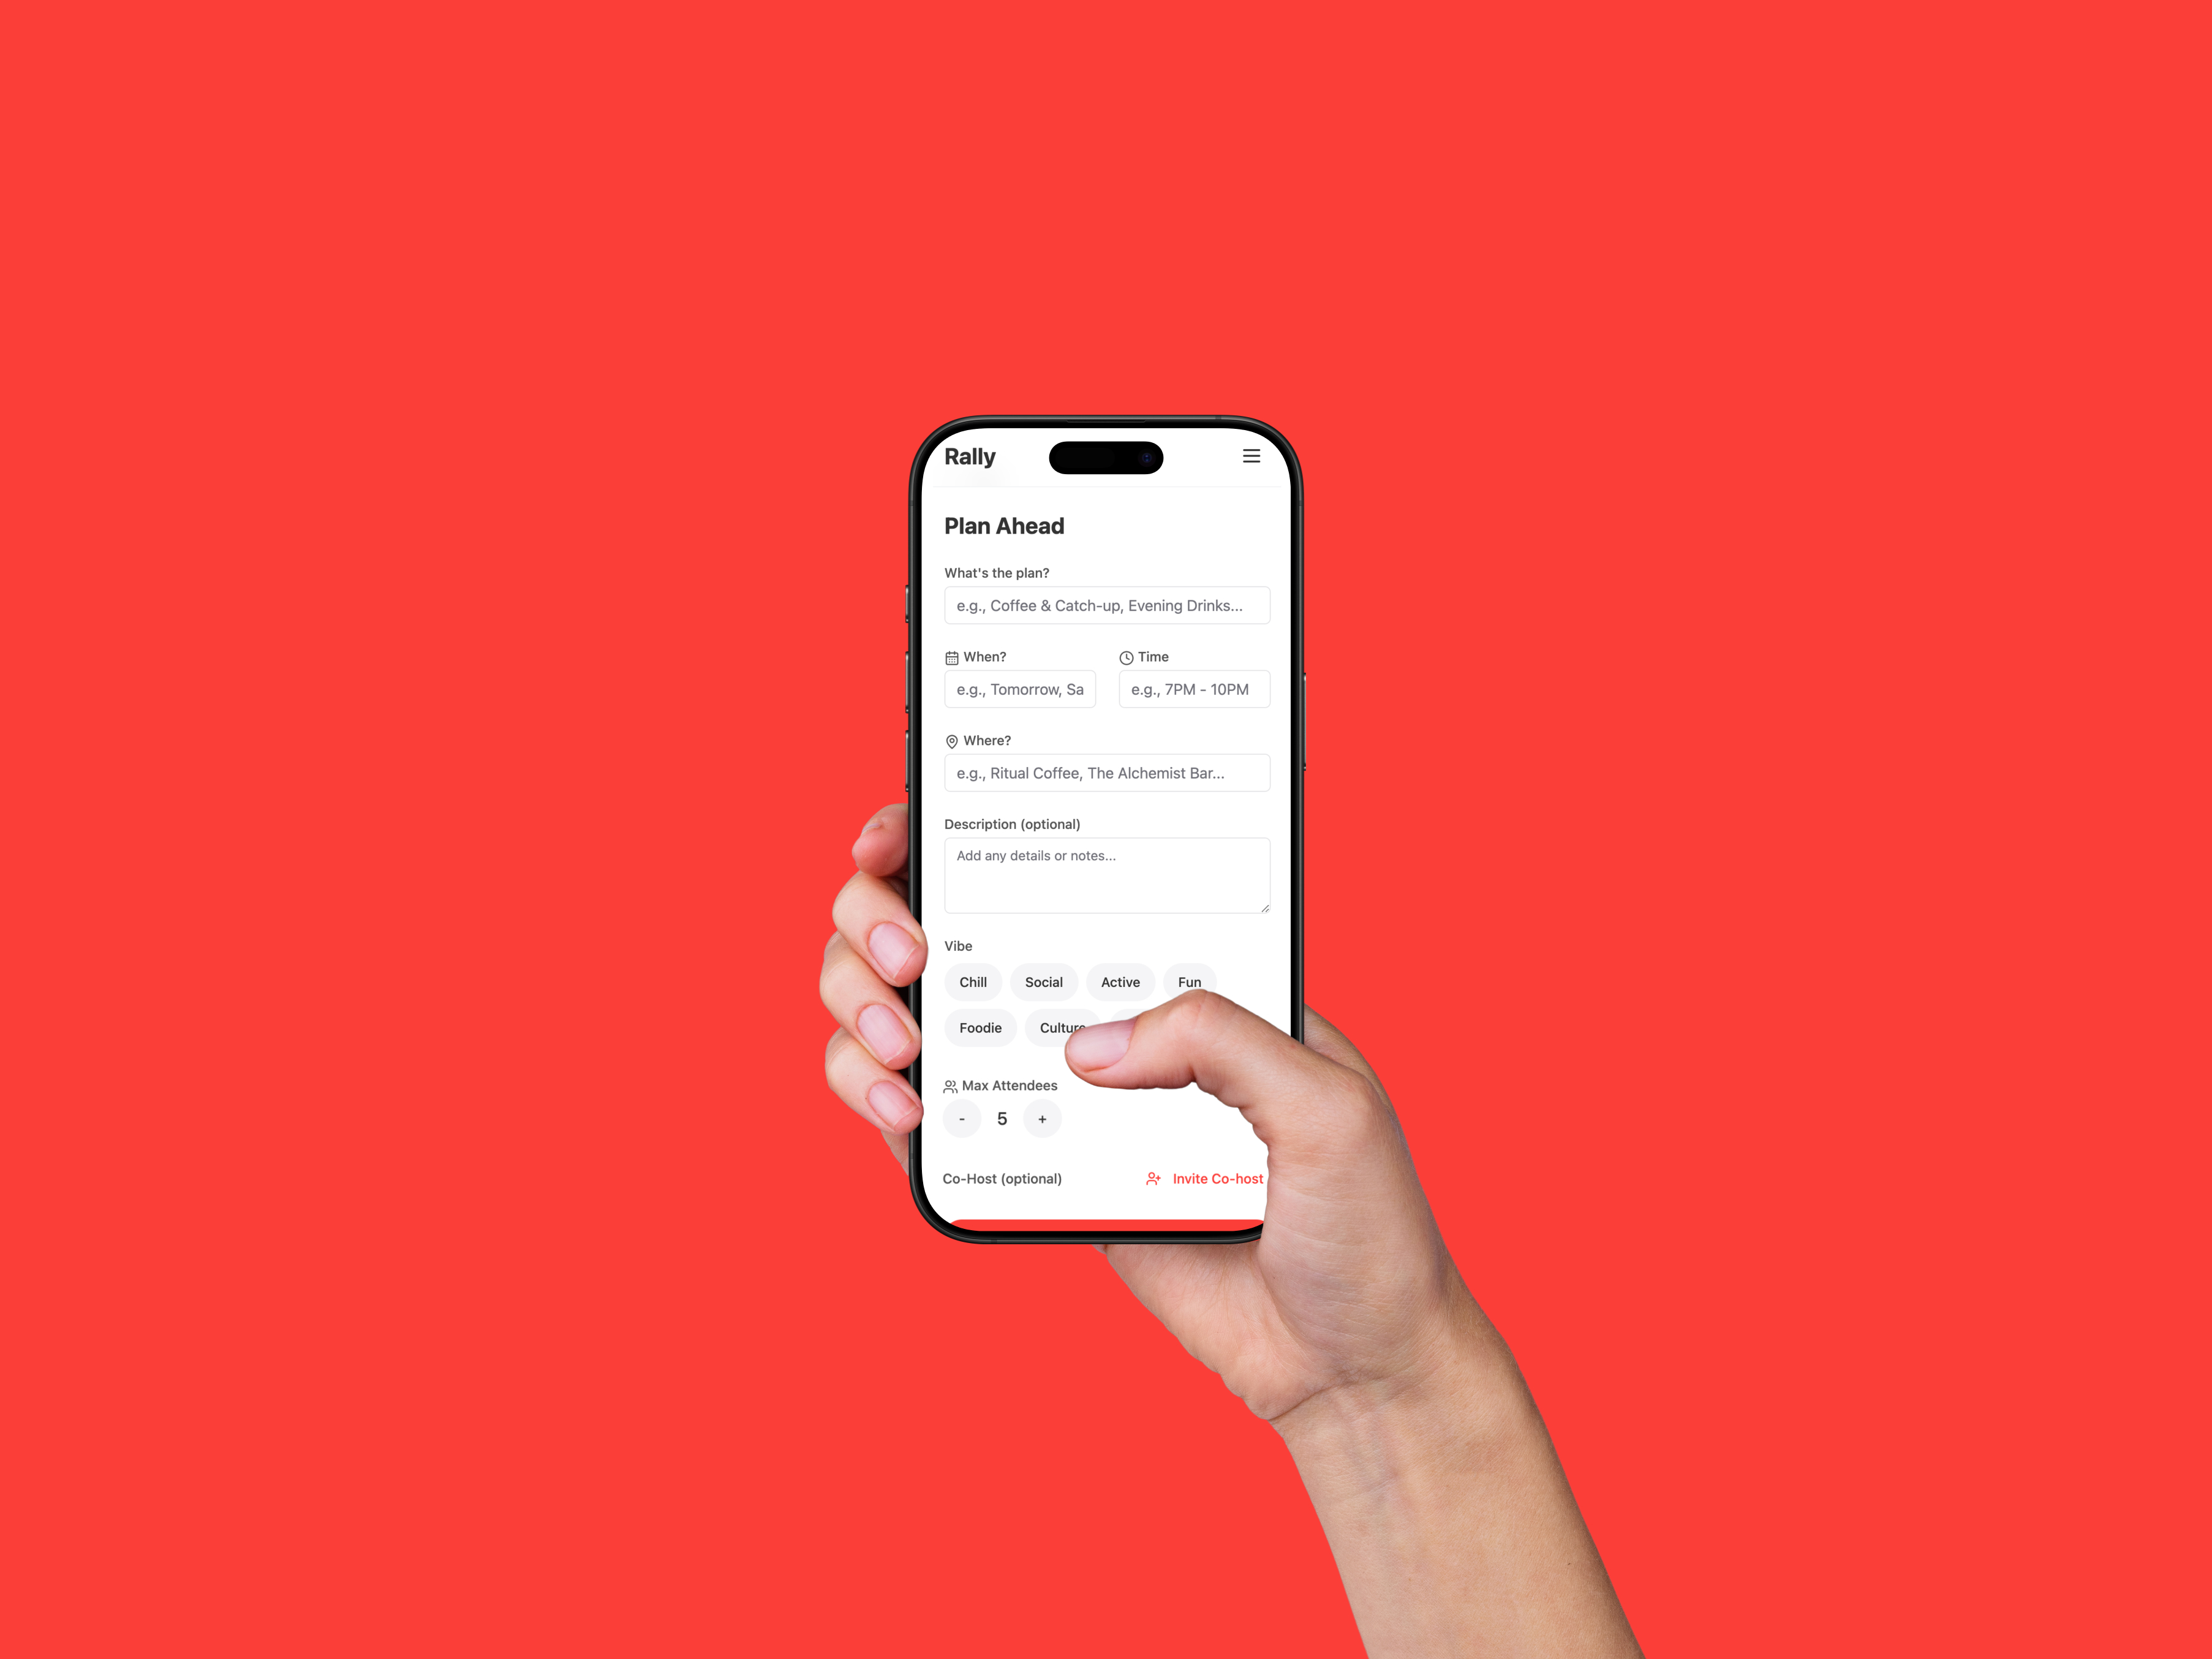 Rally
Plan Ahead
What's the plan?
e.g., Coffee & Catch-up, Evening Drinks...
When?
Time
e.g., Tomorrow, Sa
e.g., 7PM - 10PM
Where?
e.g., Ritual Coffee, The Alchemist Bar...
Description (optional)
Add any details or notes...
Vibe
Chill Social Active Fun
Foodie Culture
Max Attendees
- 5 +
Co-Host (optional) Invite Co-host